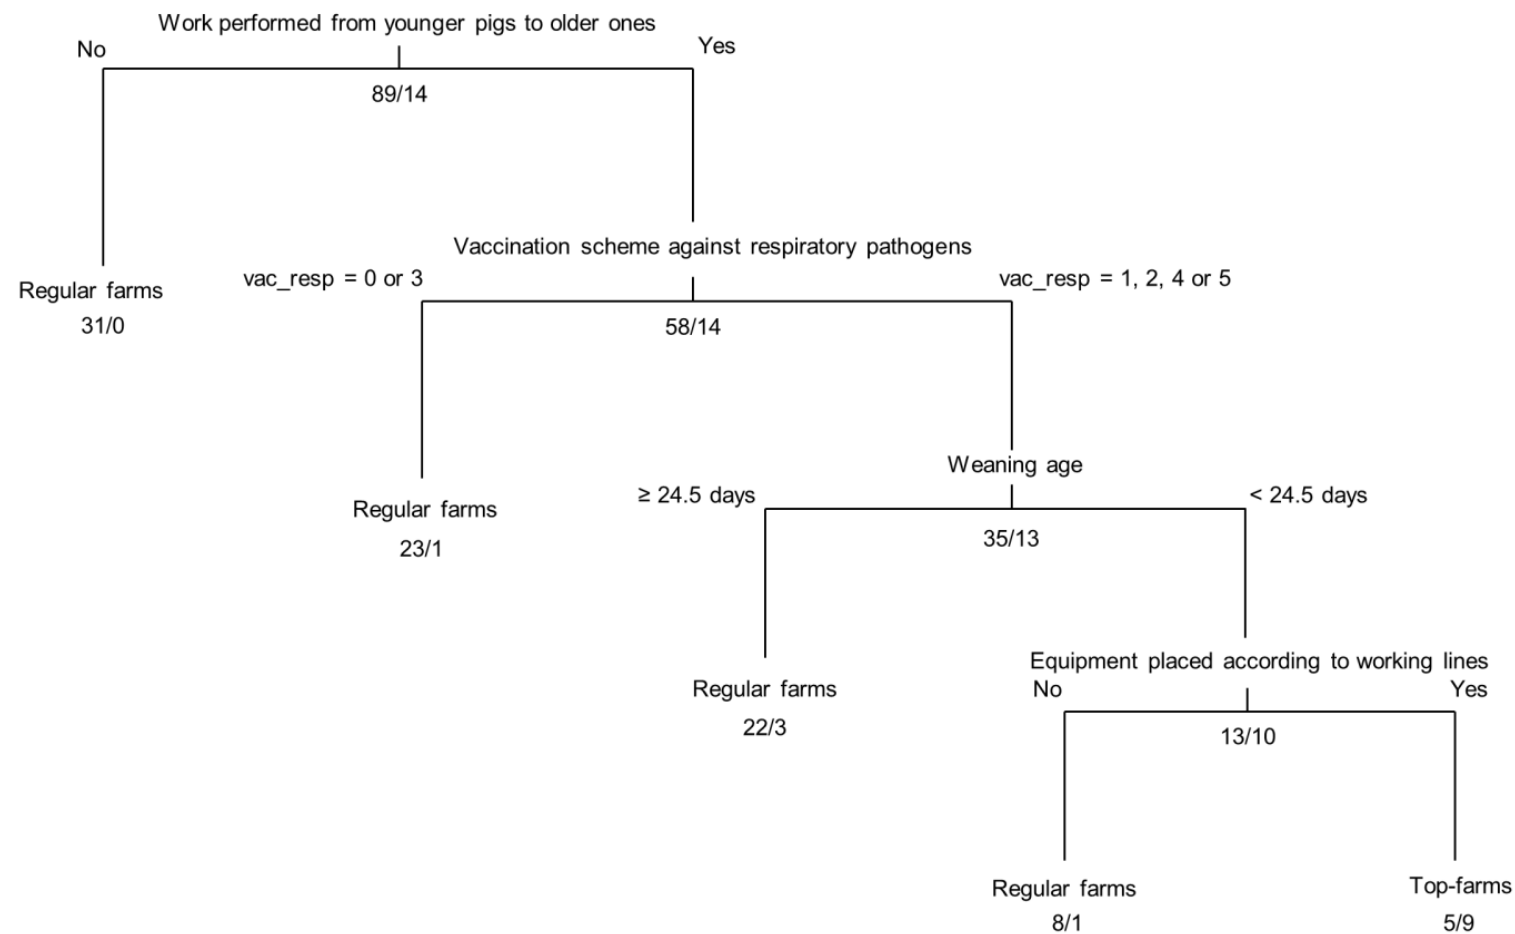 Work performed from younger pigs to older ones
No
Yes
89/14
Regular farms
31/0
Vaccination scheme against respiratory pathogens
vac_resp = 0 or 3
vac_resp = 1, 2, 4 or 5
58/14
Regular farms
23/1
Weaning age
≥ 24.5 days
< 24.5 days
35/13
Regular farms
22/3
Equipment placed according to working lines
No
Yes
13/10
Regular farms
8/1
Top-farms
5/9